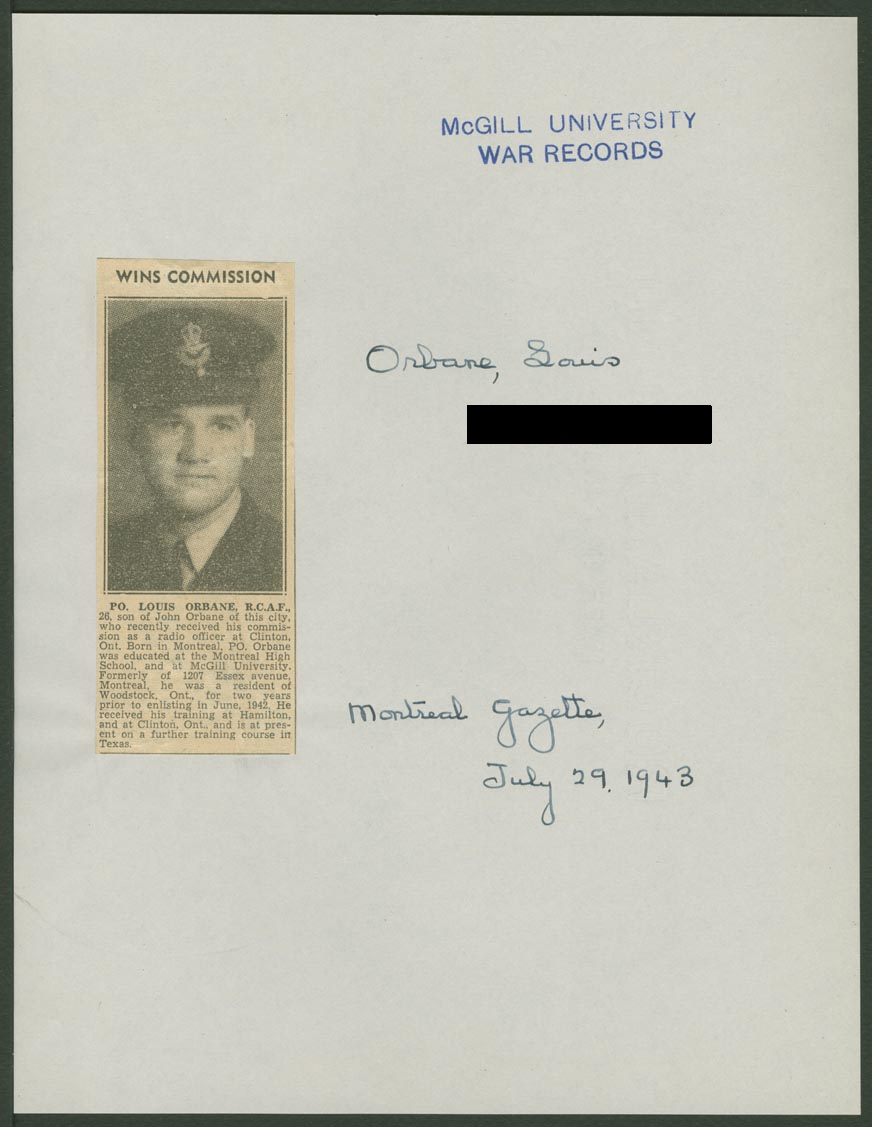 McGILL UNIVERSITY
WAR RECORDS
WINS COMMISSION
Orbane, Louis
PO. LOUIS ORBANE, R.C.A.F.,
26, son of John Orbane of this city,
who recently received his commis-
sion as a radio officer at Clinton,
Ont. Born in Montreal, PO. Orbane
was educated at the Montreal High
School, and at McGill University.
Formerly of 1207 Essex avenue,
Montreal, he was a resident of
Woodstock, Ont., for two years
prior to enlisting in June, 1942. He
received his training at Hamilton,
and at Clinton, Ont., and is at pres-
ent on a further training course in
Texas.
Montreal Gazette,
July 29, 1943